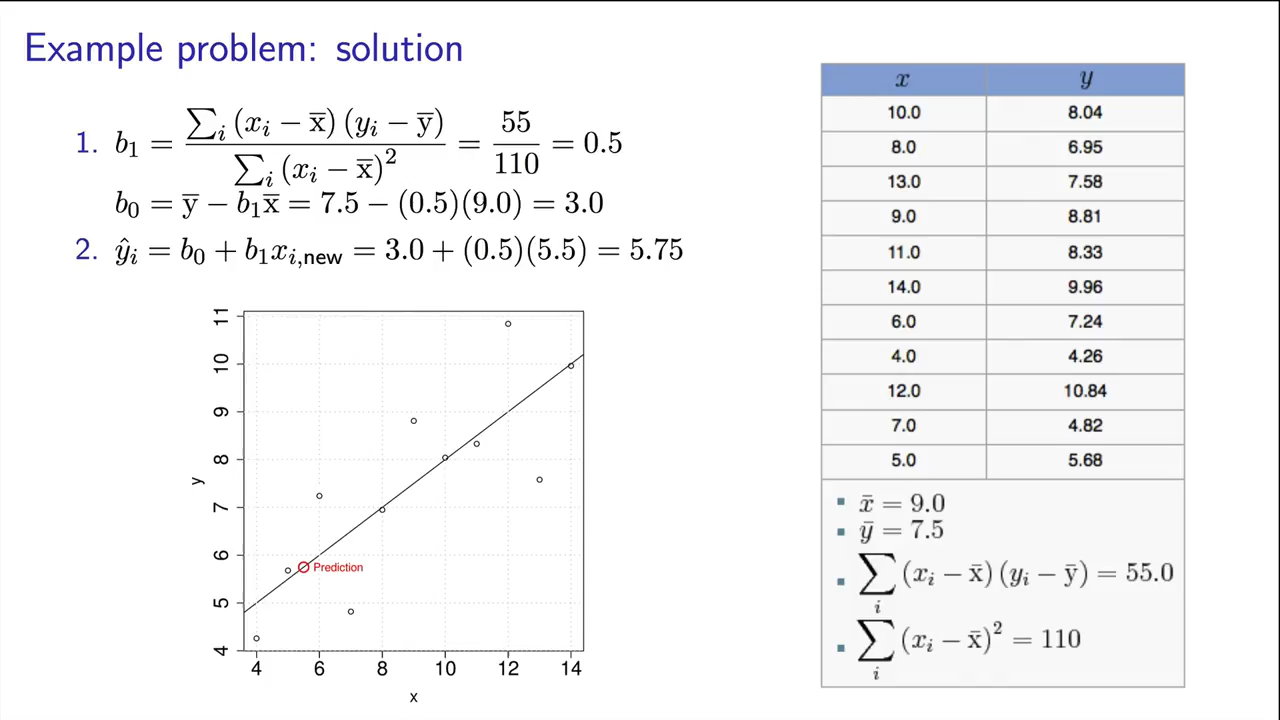 Example problem: solution
1. b₁ = ∑ᵢ (xᵢ − x̅) (yᵢ − y̅) / ∑ᵢ (xᵢ − x̅)² = 55/110 = 0.5
b₀ = y̅ − b₁x̅ = 7.5 − (0.5)(9.0) = 3.0
2. ŷᵢ = b₀ + b₁xᵢ,new = 3.0 + (0.5)(5.5) = 5.75
11
10
9
8
7
6
5
4
y
Prediction
4 6 8 10 12 14
x
x y
10.0 8.04
8.0 6.95
13.0 7.58
9.0 8.81
11.0 8.33
14.0 9.96
6.0 7.24
4.0 4.26
12.0 10.84
7.0 4.82
5.0 5.68
x̄ = 9.0
ȳ = 7.5
∑ᵢ (xᵢ − x̄) (yᵢ − ȳ) = 55.0
∑ᵢ (xᵢ − x̄)² = 110